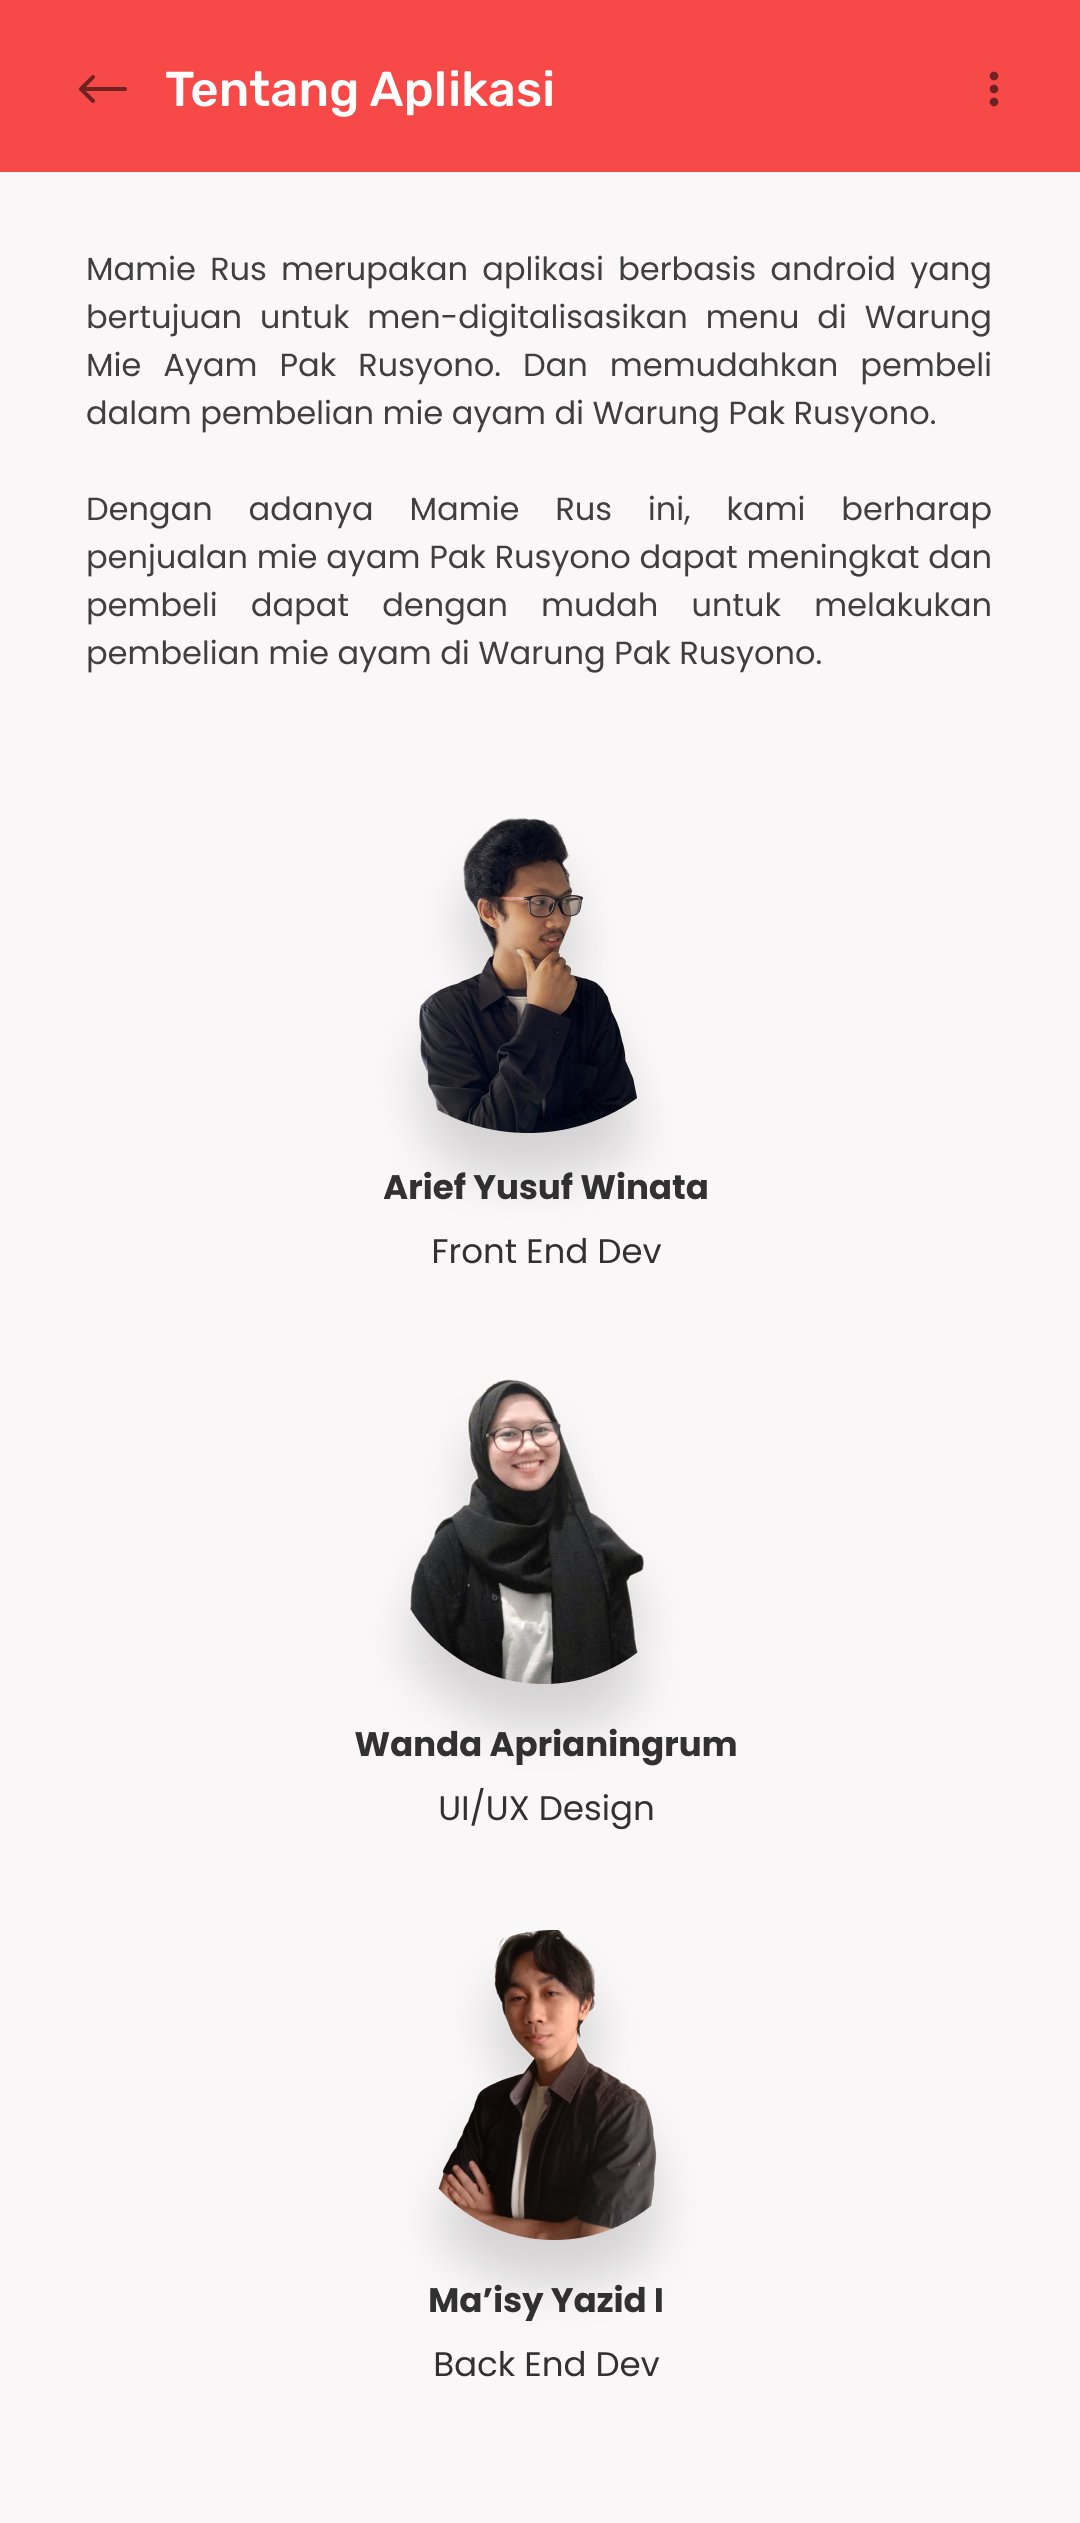 Tentang Aplikasi
Mamie Rus merupakan aplikasi berbasis android yang
bertujuan untuk men-digitalisasikan menu di Warung
Mie Ayam Pak Rusyono. Dan memudahkan pembeli
dalam pembelian mie ayam di Warung Pak Rusyono.
Dengan adanya Mamie Rus ini, kami berharap
penjualan mie ayam Pak Rusyono dapat meningkat dan
pembeli dapat dengan mudah untuk melakukan
pembelian mie ayam di Warung Pak Rusyono.
Arief Yusuf Winata
Front End Dev
Wanda Aprianingrum
UI/UX Design
Ma’isy Yazid I
Back End Dev